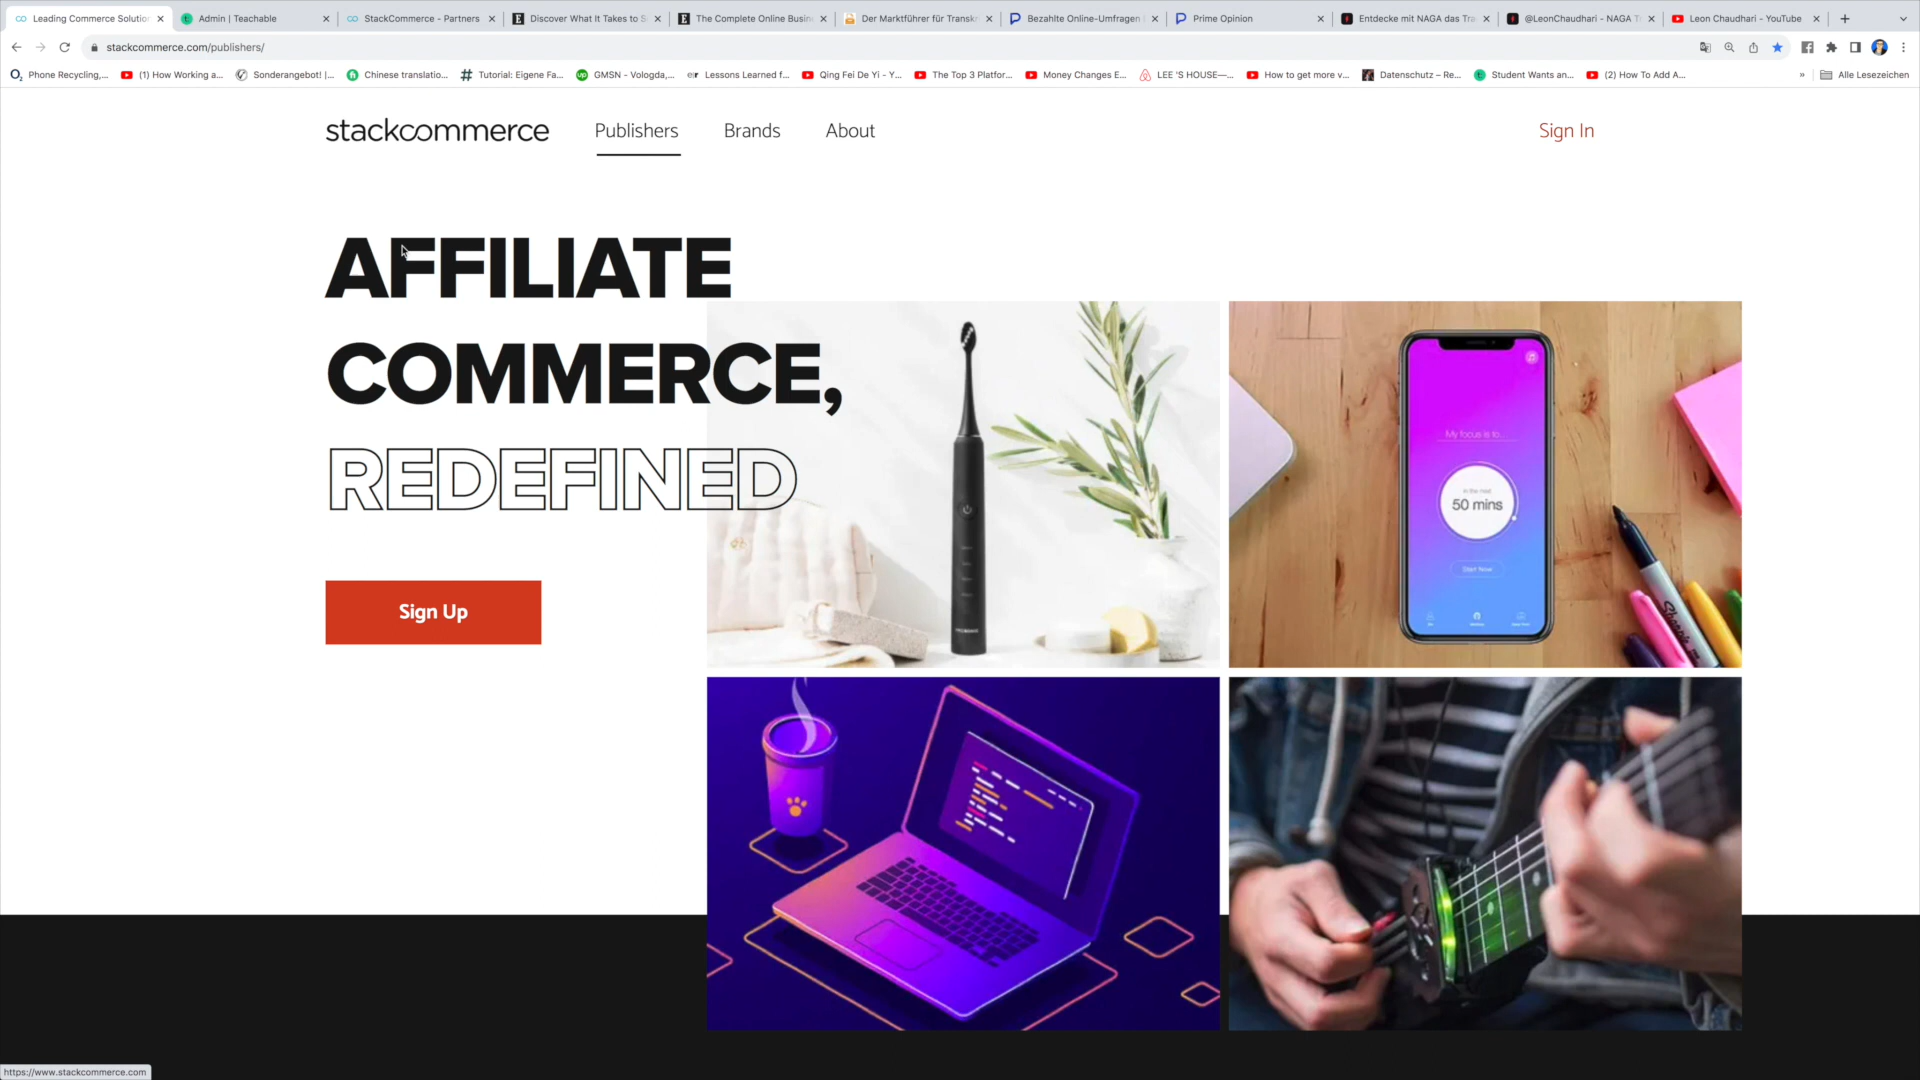 Leading Commerce Solution
Admin | Teachable
StackCommerce - Partners
Discover What It Takes to S
The Complete Online Busin
Der Marktführer für Transkr
Bezahlte Online-Umfragen
Prime Opinion
Entdecke mit NAGA das Tra
@LeonChaudhari - NAGA T
Leon Chaudhari - YouTube
stackcommerce.com/publishers/
Phone Recycling,...
(1) How Working a...
Sonderangebot! |...
Chinese translatio...
Tutorial: Eigene Fa...
GMSN - Vologda,...
Lessons Learned f...
Qing Fei De Yi - Y...
The Top 3 Platfor...
Money Changes E...
LEE 'S HOUSE—...
How to get more v...
Datenschutz – Re...
Student Wants an...
(2) How To Add A...
»
Alle Lesezeichen
stackcommerce
Publishers
Brands
About
Sign In
AFFILIATE
COMMERCE,
REDEFINED
Sign Up
My focus is to...
in the next
50 mins
Start Now
Sharpie
https://www.stackcommerce.com